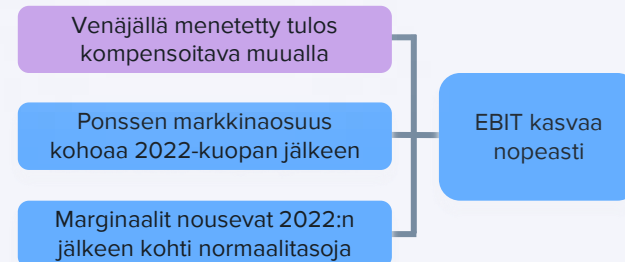 Venäjällä menetetty tulos
kompensoitava muualla
Ponssen markkinaosuus
kohoaa 2022-kuopan jälkeen
EBIT kasvaa
nopeasti
Marginaalit nousevat 2022:n
jälkeen kohti normaalitasoja